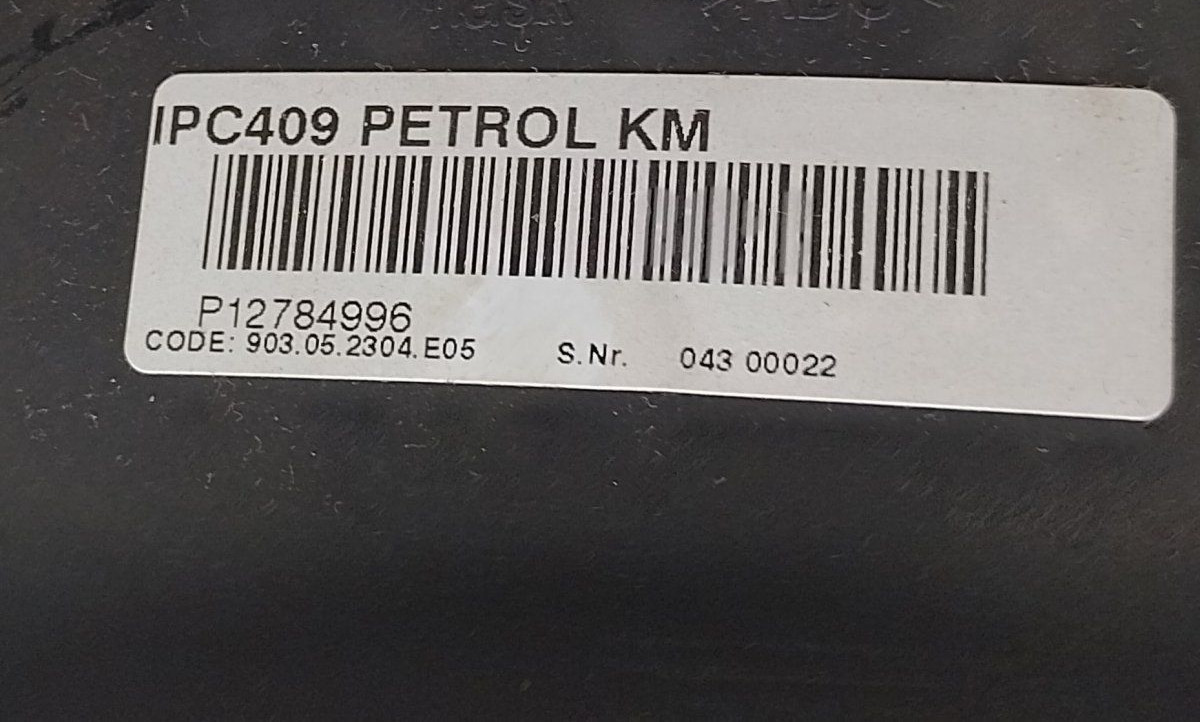 IPC409 PETROL KM
P12784996
CODE: 903.05.2304.E05 S.Nr. 043 00022